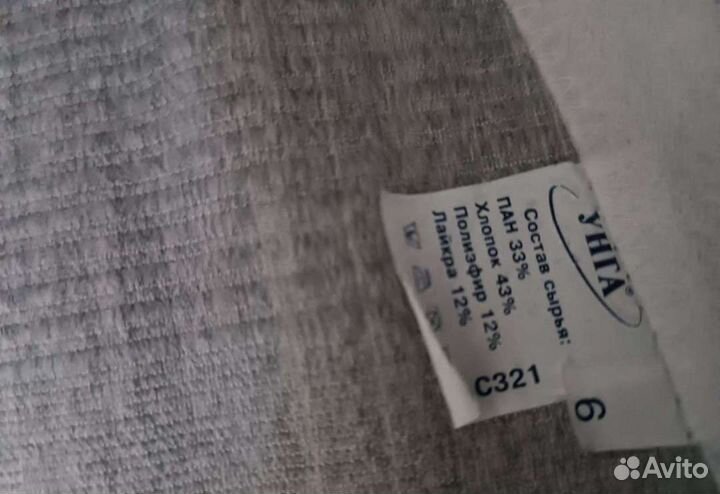 УНГА®
Состав сырья:
ПАН 33%
Хлопок 43%
Полиэфир 12%
Лайкра 12%
С321
6
Avito